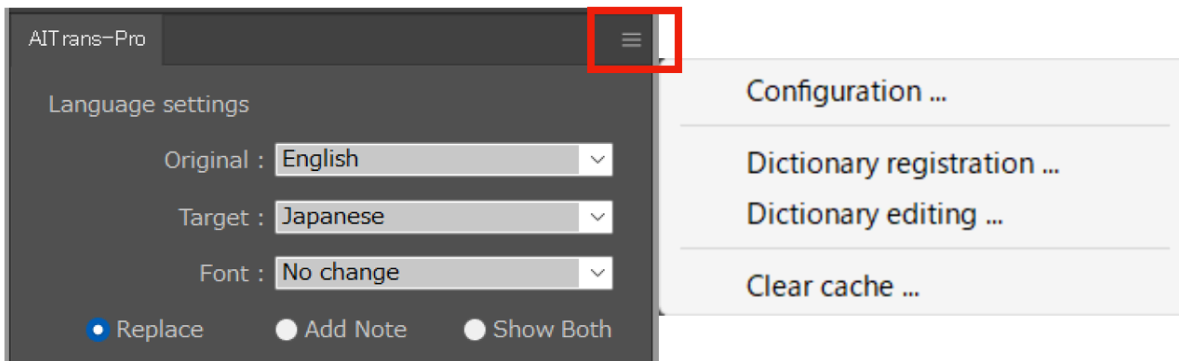 AITrans-Pro
Language settings
Original : English
Target : Japanese
Font : No change
Replace Add Note Show Both
Configuration ...
Dictionary registration ...
Dictionary editing ...
Clear cache ...